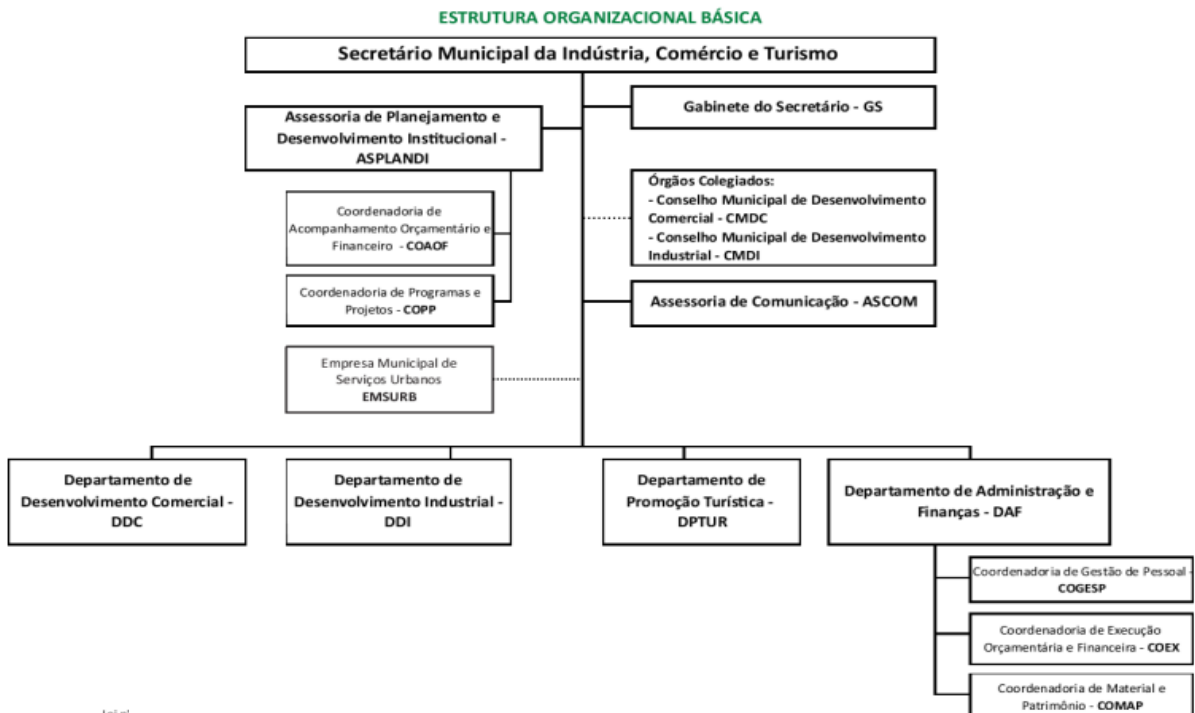 ESTRUTURA ORGANIZACIONAL BÁSICA
Secretário Municipal da Indústria, Comércio e Turismo
Gabinete do Secretário - GS
Assessoria de Planejamento e
Desenvolvimento Institucional -
ASPLANDI
Órgãos Colegiados:
- Conselho Municipal de Desenvolvimento
Comercial - CMDC
- Conselho Municipal de Desenvolvimento
Industrial - CMDI
Coordenadoria de
Acompanhamento Orçamentário e
Financeiro - COAOF
Coordenadoria de Programas e
Projetos - COPP
Assessoria de Comunicação - ASCOM
Empresa Municipal de
Serviços Urbanos
EMSURB
Departamento de
Desenvolvimento Comercial -
DDC
Departamento de
Desenvolvimento Industrial -
DDI
Departamento de
Promoção Turística -
DPTUR
Departamento de Administração e
Finanças - DAF
Coordenadoria de Gestão de Pessoal -
COGESP
Coordenadoria de Execução
Orçamentária e Financeira - COEX
Coordenadoria de Material e
Patrimônio - COMAP